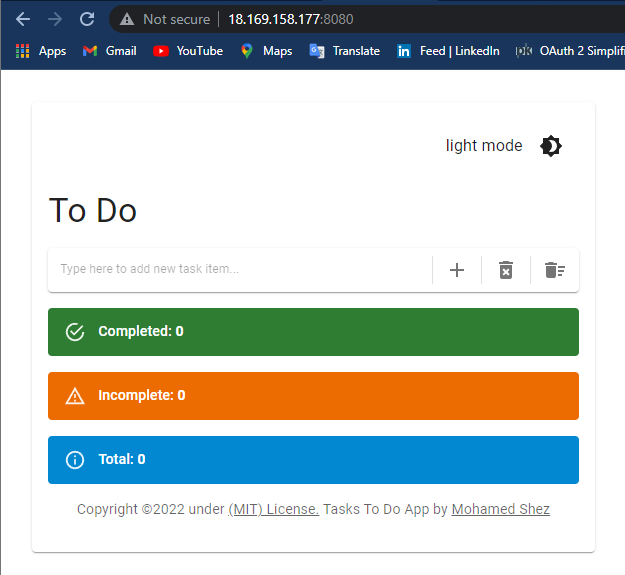 Not secure 18.169.158.177:8080
Apps Gmail YouTube Maps Translate Feed | LinkedIn OAuth 2 Simplifi
light mode
To Do
Type here to add new task item...
Completed: 0
Incomplete: 0
Total: 0
Copyright ©2022 under (MIT) License. Tasks To Do App by Mohamed Shez